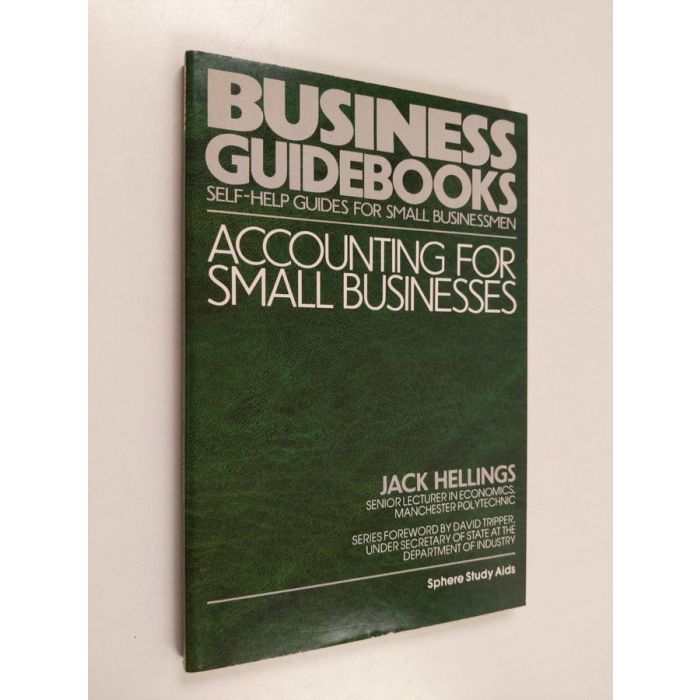 BUSINESS
GUIDEBOOKS
SELF-HELP GUIDES FOR SMALL BUSINESSMEN
ACCOUNTING FOR
SMALL BUSINESSES
JACK HELLINGS
SENIOR LECTURER IN ECONOMICS,
MANCHESTER POLYTECHNIC
SERIES FOREWORD BY DAVID TRIPPER,
UNDER SECRETARY OF STATE AT THE
DEPARTMENT OF INDUSTRY
Sphere Study Aids